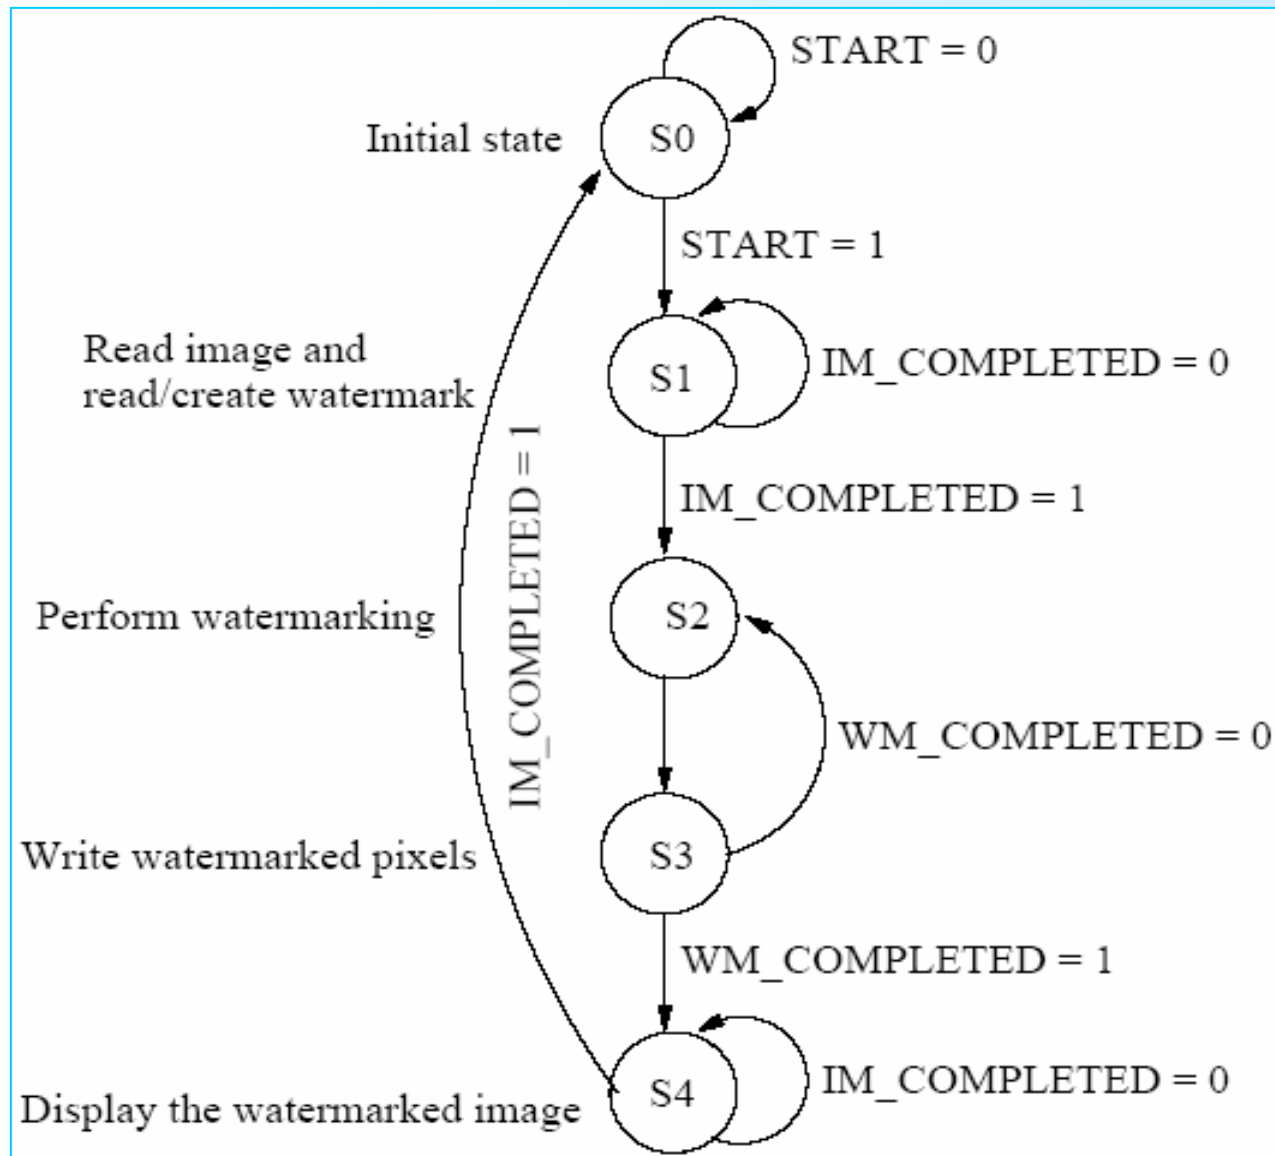 START = 0
Initial state
S0
START = 1
Read image and
read/create watermark
S1
IM_COMPLETED = 0
IM_COMPLETED = 1
IM_COMPLETED = 1
Perform watermarking
S2
WM_COMPLETED = 0
Write watermarked pixels
S3
WM_COMPLETED = 1
Display the watermarked image
S4
IM_COMPLETED = 0